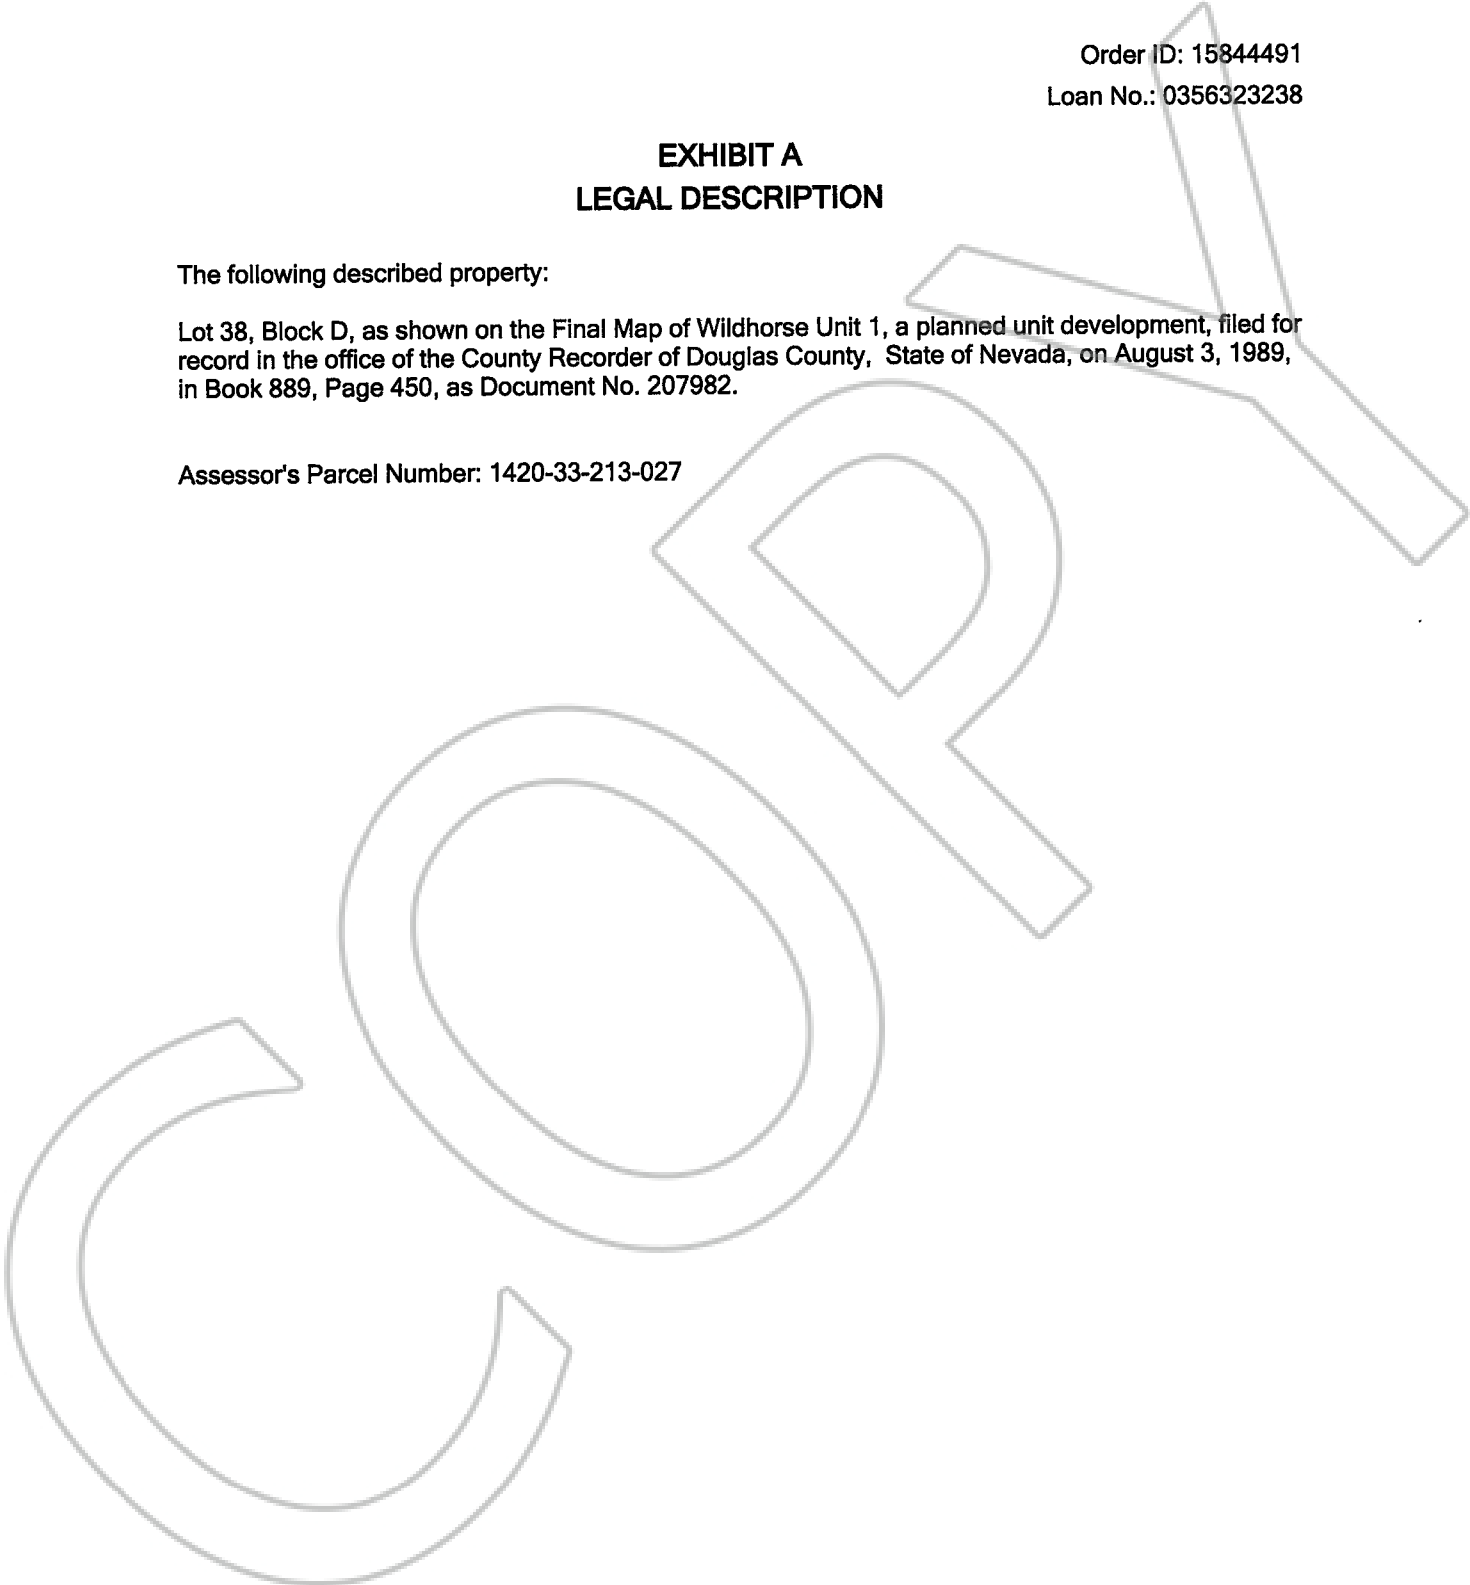 Order ID: 15844491
Loan No.: 0356323238
EXHIBIT A
LEGAL DESCRIPTION
The following described property:
Lot 38, Block D, as shown on the Final Map of Wildhorse Unit 1, a planned unit development, filed for
record in the office of the County Recorder of Douglas County, State of Nevada, on August 3, 1989,
in Book 889, Page 450, as Document No. 207982.
Assessor's Parcel Number: 1420-33-213-027
COPY